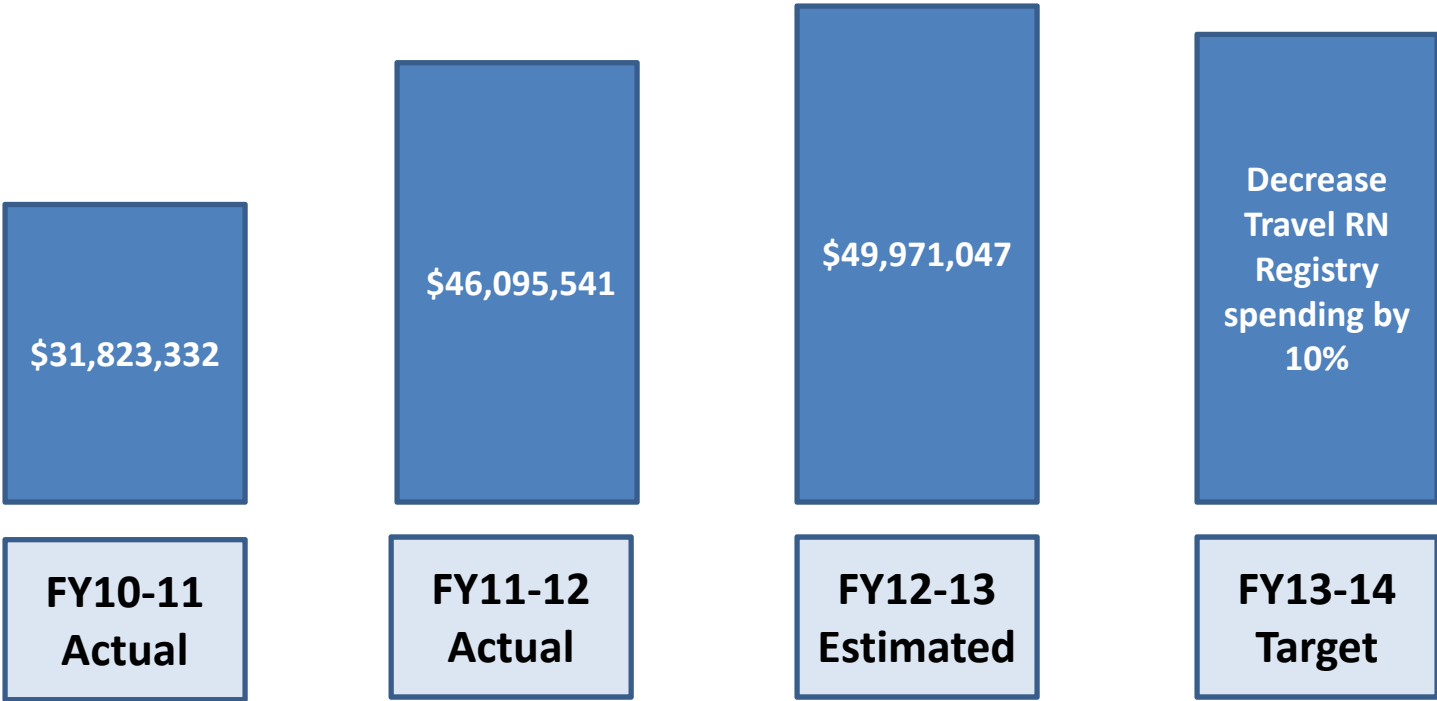 $31,823,332
$46,095,541
$49,971,047
Decrease
Travel RN
Registry
spending by
10%
FY10-11
Actual
FY11-12
Actual
FY12-13
Estimated
FY13-14
Target